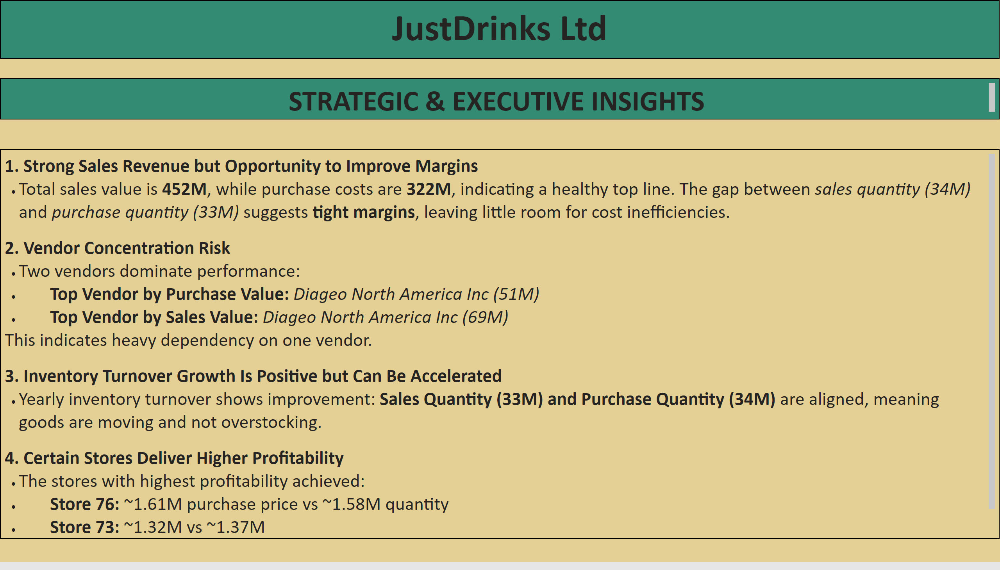 JustDrinks Ltd
STRATEGIC & EXECUTIVE INSIGHTS
1. Strong Sales Revenue but Opportunity to Improve Margins
• Total sales value is 452M, while purchase costs are 322M, indicating a healthy top line. The gap between sales quantity (34M)
and purchase quantity (33M) suggests tight margins, leaving little room for cost inefficiencies.
2. Vendor Concentration Risk
• Two vendors dominate performance:
• Top Vendor by Purchase Value: Diageo North America Inc (51M)
• Top Vendor by Sales Value: Diageo North America Inc (69M)
This indicates heavy dependency on one vendor.
3. Inventory Turnover Growth Is Positive but Can Be Accelerated
• Yearly inventory turnover shows improvement: Sales Quantity (33M) and Purchase Quantity (34M) are aligned, meaning
goods are moving and not overstocking.
4. Certain Stores Deliver Higher Profitability
• The stores with highest profitability achieved:
• Store 76: ~1.61M purchase price vs ~1.58M quantity
• Store 73: ~1.32M vs ~1.37M